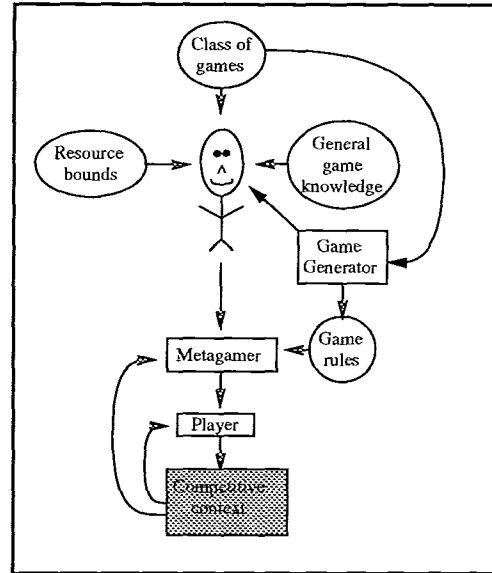 Class of
games
Resource
bounds
General
game
knowledge
Game
Generator
Game
rules
Metagamer
Player
Competitive
context